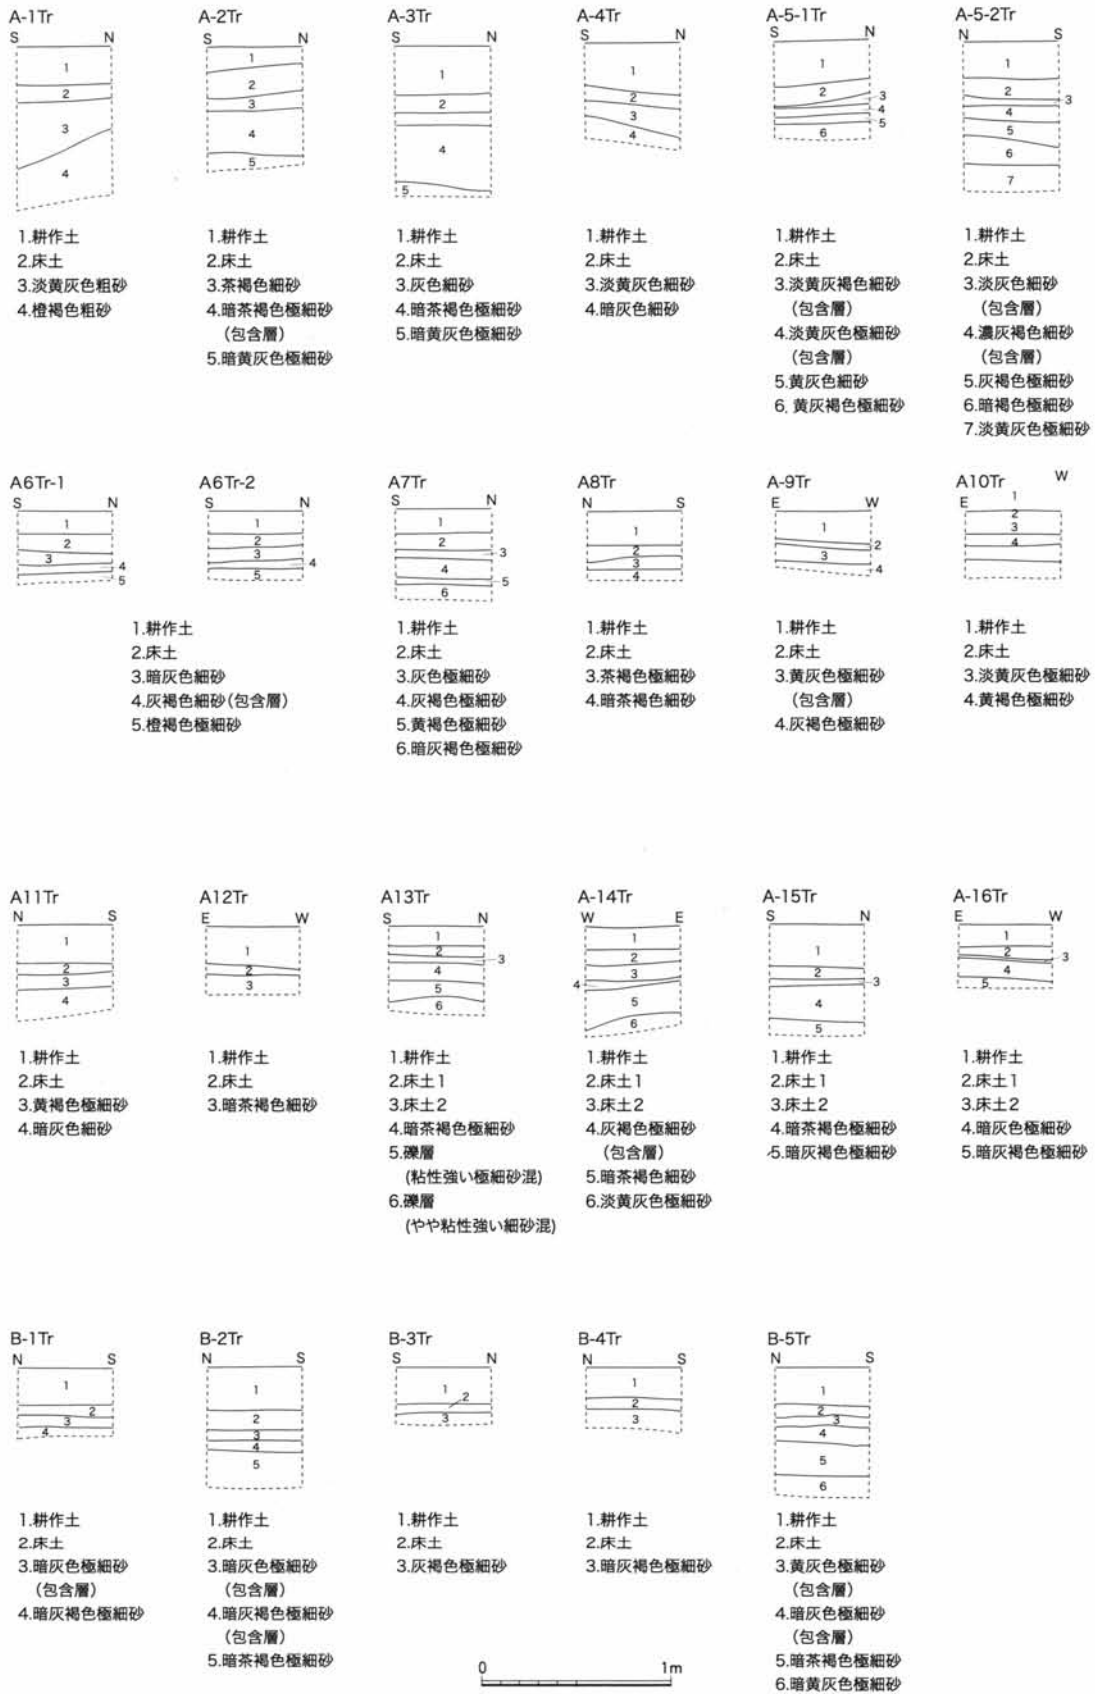 A-1Tr
S N
1
2
3
4
1.耕作土
2.床土
3.淡黄灰色粗砂
4.橙褐色粗砂
A-2Tr
S N
1
2
3
4
5
1.耕作土
2.床土
3.茶褐色細砂
4.暗茶褐色極細砂
(包含層)
5.暗黄灰色極細砂
A-3Tr
S N
1
2
4
5
1.耕作土
2.床土
3.灰色細砂
4.暗茶褐色極細砂
5.暗黄灰色極細砂
A-4Tr
S N
1
2
3
4
1.耕作土
2.床土
3.淡黄灰色細砂
4.暗灰色細砂
A-5-1Tr
S N
1
2
3
4
5
6
1.耕作土
2.床土
3.淡黄灰褐色細砂
(包含層)
4.淡黄灰色極細砂
(包含層)
5.黄灰色細砂
6.黄灰褐色極細砂
A-5-2Tr
N S
1
2
3
4
5
6
7
1.耕作土
2.床土
3.淡灰色細砂
(包含層)
4.濃灰褐色細砂
(包含層)
5.灰褐色極細砂
6.暗褐色極細砂
7.淡黄灰色極細砂
A6Tr-1
S N
1
2
3
4
5
A6Tr-2
S N
1
2
3
4
5
1.耕作土
2.床土
3.暗灰色細砂
4.灰褐色細砂(包含層)
5.橙褐色極細砂
A7Tr
S N
1
2
3
4
5
6
1.耕作土
2.床土
3.灰色極細砂
4.灰褐色極細砂
5.黄褐色極細砂
6.暗灰褐色極細砂
A8Tr
N S
1
2
3
4
1.耕作土
2.床土
3.茶褐色極細砂
4.暗茶褐色細砂
A-9Tr
E W
1
2
3
4
1.耕作土
2.床土
3.黄灰色極細砂
(包含層)
4.灰褐色極細砂
A10Tr
E W
1
2
3
4
1.耕作土
2.床土
3.淡黄灰色極細砂
4.黄褐色極細砂
A11Tr
N S
1
2
3
4
1.耕作土
2.床土
3.黄褐色極細砂
4.暗灰色細砂
A12Tr
E W
1
2
3
1.耕作土
2.床土
3.暗茶褐色細砂
A13Tr
S N
1
2
3
4
5
6
1.耕作土
2.床土1
3.床土2
4.暗茶褐色極細砂
5.礫層
(粘性強い極細砂混)
6.礫層
(やや粘性強い細砂混)
A-14Tr
W E
1
2
3
4
5
6
1.耕作土
2.床土1
3.床土2
4.灰褐色極細砂
(包含層)
5.暗茶褐色細砂
6.淡黄灰色極細砂
A-15Tr
S N
1
2
3
4
5
1.耕作土
2.床土1
3.床土2
4.暗茶褐色極細砂
5.暗灰褐色極細砂
A-16Tr
E W
1
2
3
4
5
1.耕作土
2.床土1
3.床土2
4.暗灰色極細砂
5.暗灰褐色極細砂
B-1Tr
N S
1
2
3
4
1.耕作土
2.床土
3.暗灰色極細砂
(包含層)
4.暗灰褐色極細砂
B-2Tr
N S
1
2
3
4
5
1.耕作土
2.床土
3.暗灰色極細砂
(包含層)
4.暗灰褐色極細砂
(包含層)
5.暗茶褐色極細砂
B-3Tr
S N
1
2
3
1.耕作土
2.床土
3.灰褐色極細砂
B-4Tr
N S
1
2
3
1.耕作土
2.床土
3.暗灰褐色極細砂
B-5Tr
N S
1
2
3
4
5
6
1.耕作土
2.床土
3.黄灰色極細砂
(包含層)
4.暗灰色極細砂
(包含層)
5.暗茶褐色極細砂
6.暗黄灰色極細砂
0 1m